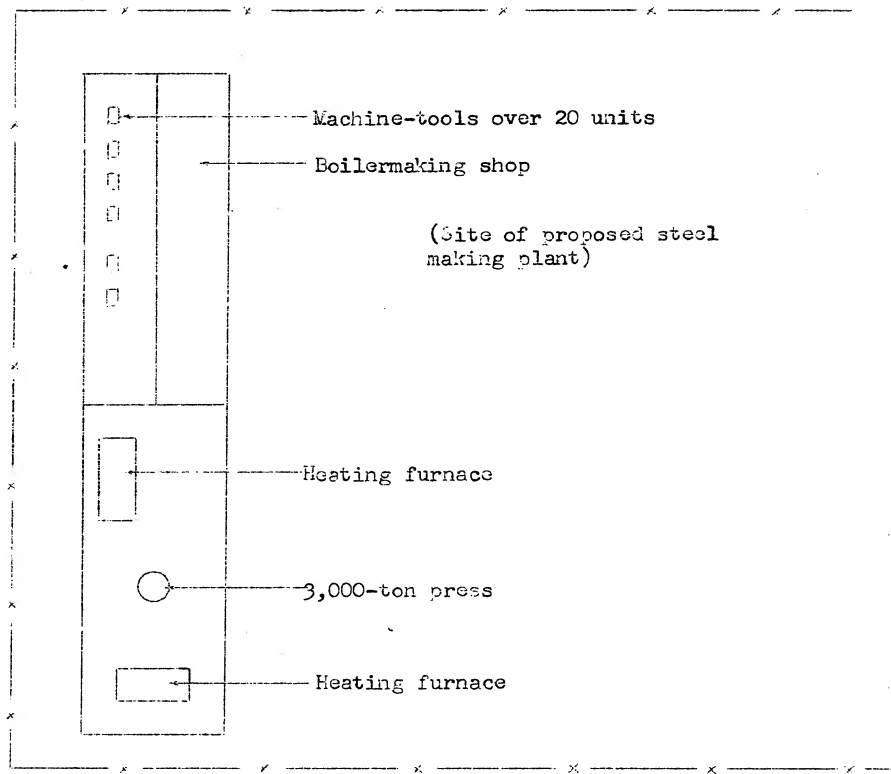 Machine-tools over 20 units
Boilermaking shop
(Site of proposed steel
making plant)
Heating furnace
3,000-ton press
Heating furnace